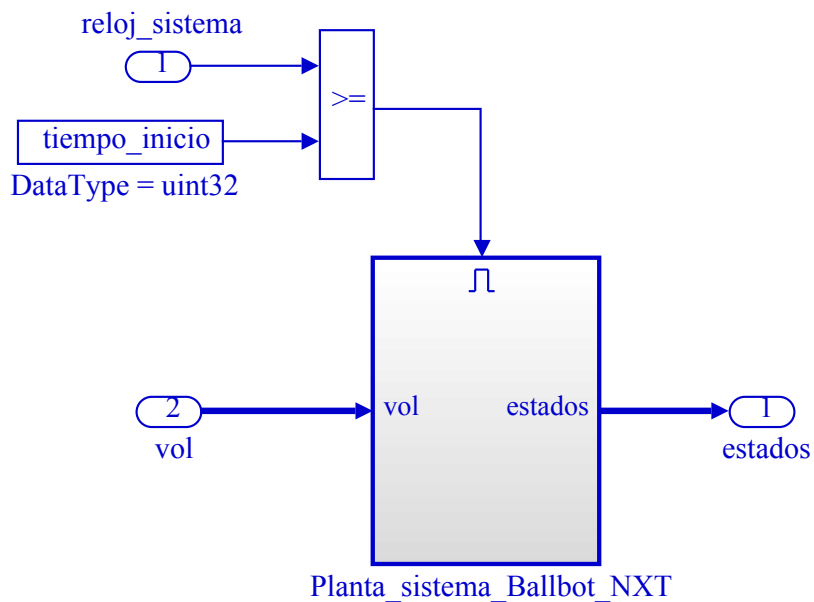 reloj_sistema
1
>=
tiempo_inicio
DataType = uint32
2
vol
vol
estados
1
estados
Planta_sistema_Ballbot_NXT